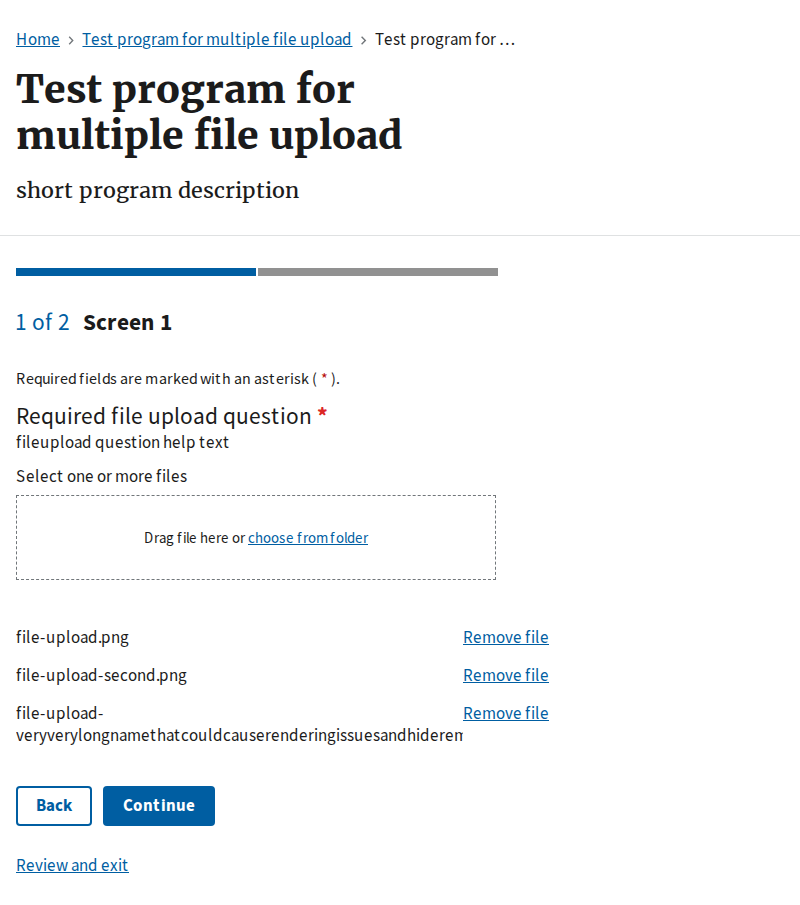 Home › Test program for multiple file upload › Test program for …
Test program for
multiple file upload
short program description
1 of 2 Screen 1
Required fields are marked with an asterisk ( * ).
Required file upload question *
fileupload question help text
Select one or more files
Drag file here or choose from folder
file-upload.png Remove file
file-upload-second.png Remove file
file-upload- Remove file
veryverylongnamethatcouldcauserenderingissuesandhiderem
Back Continue
Review and exit